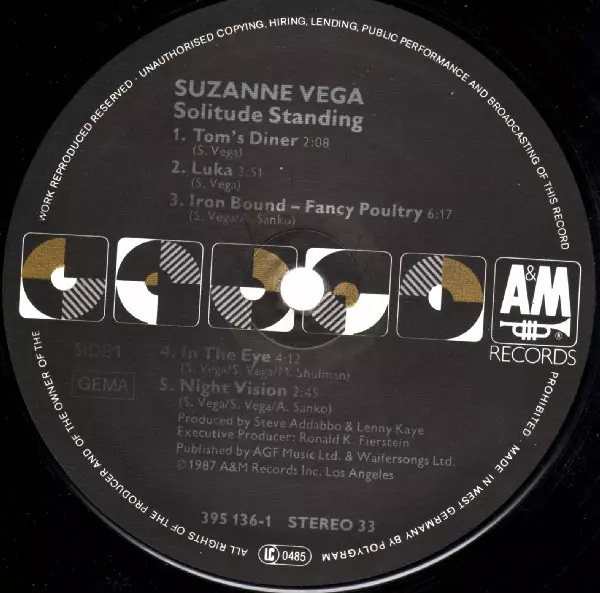 WORK REPRODUCED RESERVED · UNAUTHORISED COPYING, HIRING, LENDING, PUBLIC PERFORMANCE AND BROADCASTING OF THIS RECORD
SUZANNE VEGA
Solitude Standing
1. Tom's Diner 2:08
(S. Vega)
2. Luka 3:51
(S. Vega)
3. Iron Bound – Fancy Poultry 6:17
(S. Vega/A. Sanko)
A&M
®
RECORDS
SIDE 1
GEMA
4. In The Eye 4:12
(S. Vega/S. Vega/M. Shulman)
5. Night Vision 2:45
(S. Vega/S. Vega/A. Sanko)
Produced by Steve Addabbo & Lenny Kaye
Executive Producer: Ronald K. Fierstein
Published by AGF Music Ltd. & Waifersongs Ltd.
©1987 A&M Records Inc. Los Angeles
395 136-1 STEREO 33
LC 0485
ALL RIGHTS OF THE PRODUCER AND OF THE OWNER OF THE
PROHIBITED · MADE IN WEST GERMANY BY POLYGRAM